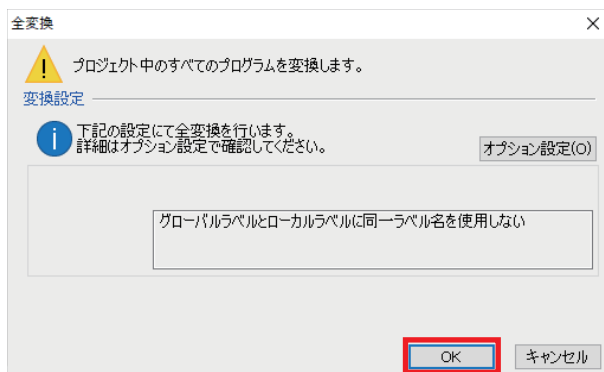 全変換
プロジェクト中のすべてのプログラムを変換します。
変換設定
下記の設定にて全変換を行います。
詳細はオプション設定で確認してください。
オプション設定(O)
グローバルラベルとローカルラベルに同一ラベル名を使用しない
OK
キャンセル